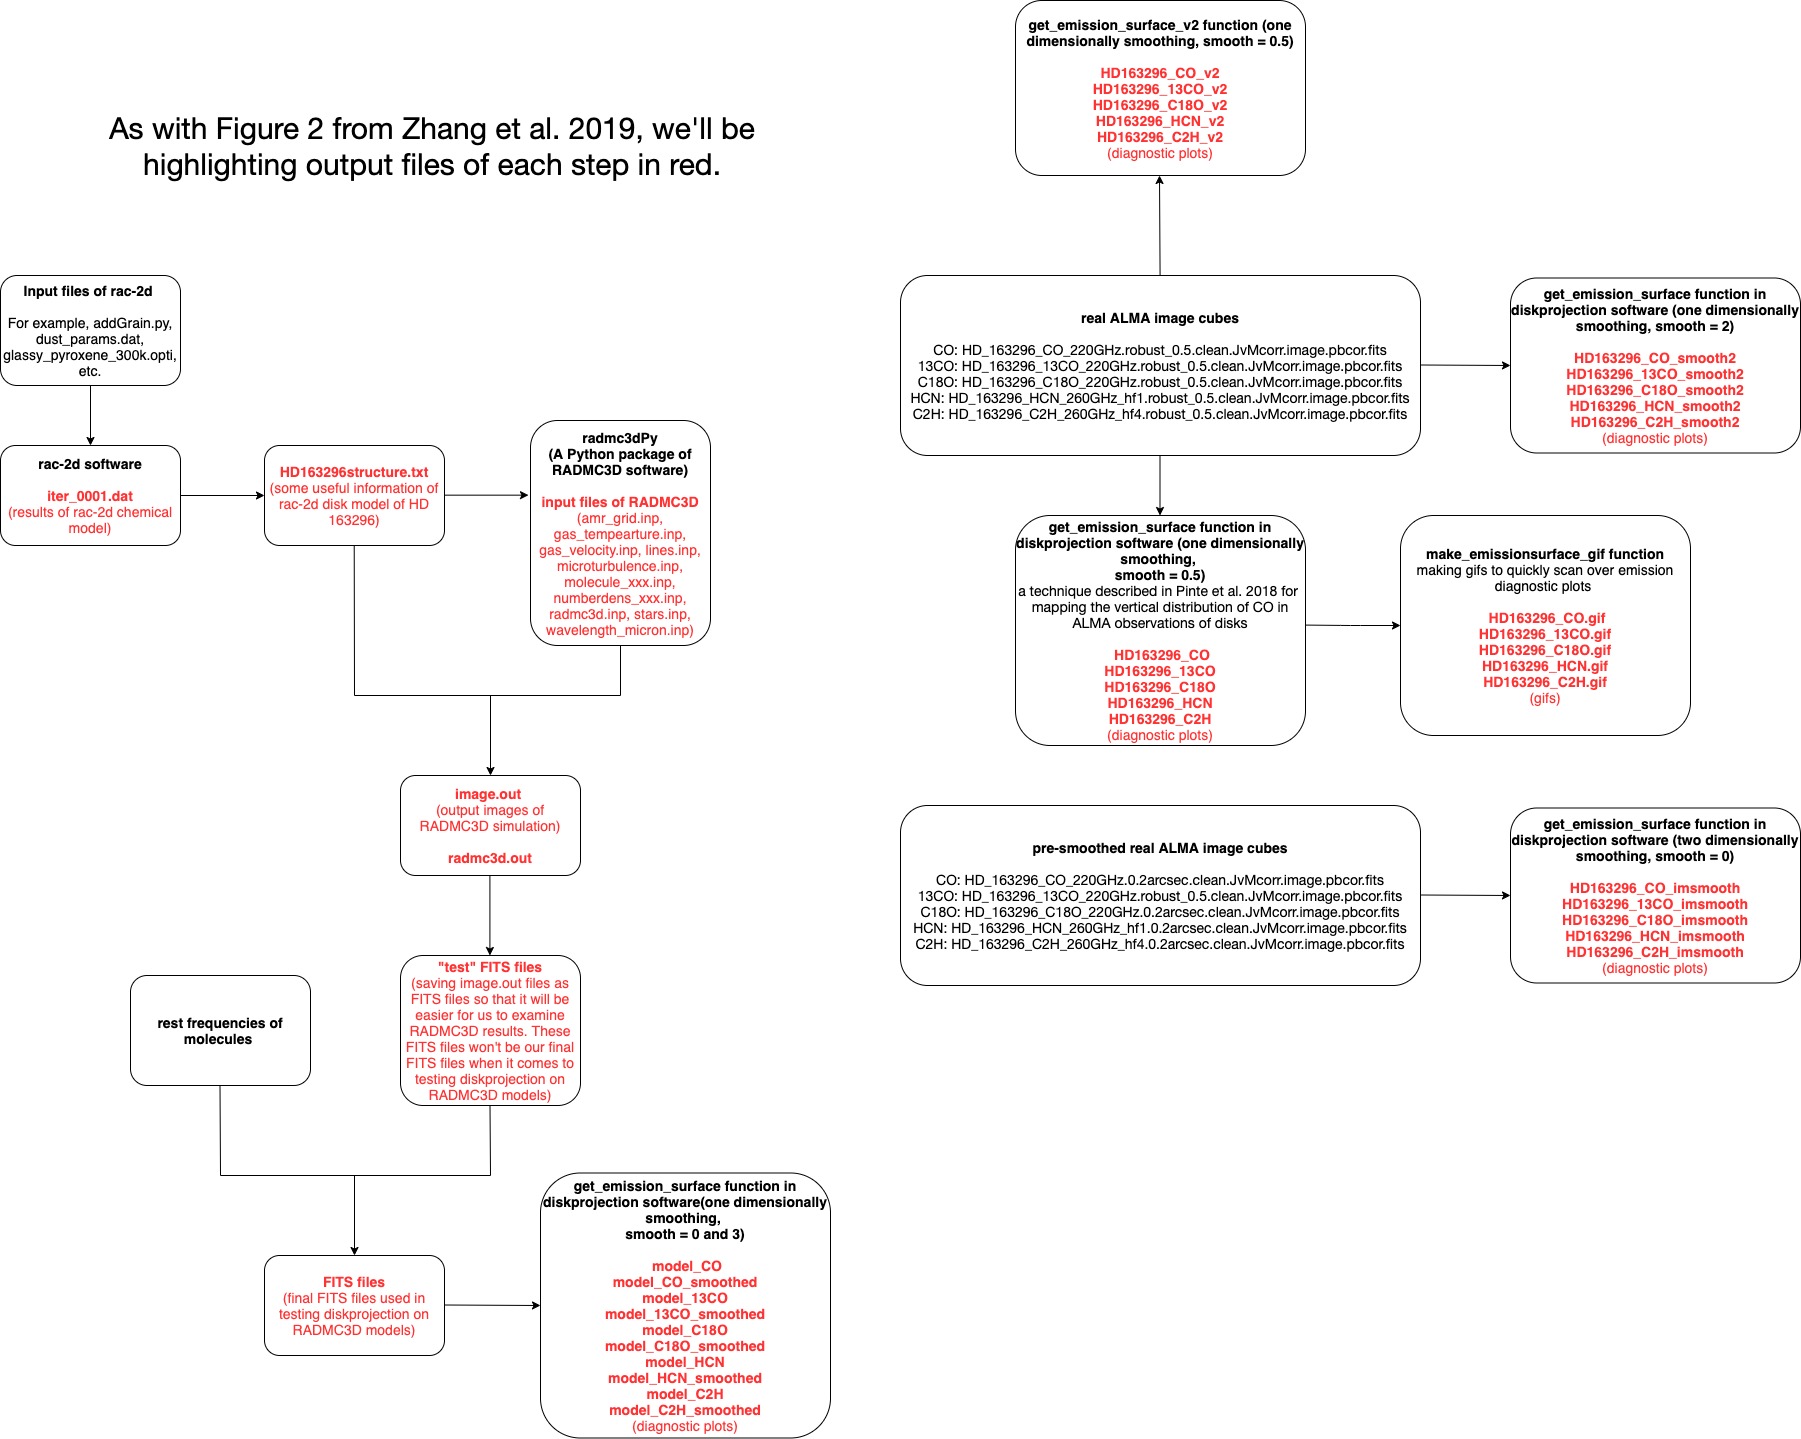 As with Figure 2 from Zhang et al. 2019, we'll be
highlighting output files of each step in red.
Input files of rac-2d
For example, addGrain.py,
dust_params.dat,
glassy_pyroxene_300k.opti,
etc.
rac-2d software
iter_0001.dat
(results of rac-2d chemical
model)
HD163296structure.txt
(some useful information of
rac-2d disk model of HD
163296)
radmc3dPy
(A Python package of
RADMC3D software)
input files of RADMC3D
(amr_grid.inp,
gas_tempearture.inp,
gas_velocity.inp, lines.inp,
microturbulence.inp,
molecule_xxx.inp,
numberdens_xxx.inp,
radmc3d.inp, stars.inp,
wavelength_micron.inp)
image.out
(output images of
RADMC3D simulation)
radmc3d.out
"test" FITS files
(saving image.out files as
FITS files so that it will be
easier for us to examine
RADMC3D results. These
FITS files won't be our final
FITS files when it comes to
testing diskprojection on
RADMC3D models)
rest frequencies of
molecules
FITS files
(final FITS files used in
testing diskprojection on
RADMC3D models)
get_emission_surface function in
diskprojection software(one dimensionally
smoothing,
smooth = 0 and 3)
model_CO
model_CO_smoothed
model_13CO
model_13CO_smoothed
model_C18O
model_C18O_smoothed
model_HCN
model_HCN_smoothed
model_C2H
model_C2H_smoothed
(diagnostic plots)
get_emission_surface_v2 function (one
dimensionally smoothing, smooth = 0.5)
HD163296_CO_v2
HD163296_13CO_v2
HD163296_C18O_v2
HD163296_HCN_v2
HD163296_C2H_v2
(diagnostic plots)
real ALMA image cubes
CO: HD_163296_CO_220GHz.robust_0.5.clean.JvMcorr.image.pbcor.fits
13CO: HD_163296_13CO_220GHz.robust_0.5.clean.JvMcorr.image.pbcor.fits
C18O: HD_163296_C18O_220GHz.robust_0.5.clean.JvMcorr.image.pbcor.fits
HCN: HD_163296_HCN_260GHz_hf1.robust_0.5.clean.JvMcorr.image.pbcor.fits
C2H: HD_163296_C2H_260GHz_hf4.robust_0.5.clean.JvMcorr.image.pbcor.fits
get_emission_surface function in
diskprojection software (one dimensionally
smoothing, smooth = 2)
HD163296_CO_smooth2
HD163296_13CO_smooth2
HD163296_C18O_smooth2
HD163296_HCN_smooth2
HD163296_C2H_smooth2
(diagnostic plots)
get_emission_surface function in
diskprojection software (one dimensionally
smoothing,
smooth = 0.5)
a technique described in Pinte et al. 2018 for
mapping the vertical distribution of CO in
ALMA observations of disks
HD163296_CO
HD163296_13CO
HD163296_C18O
HD163296_HCN
HD163296_C2H
(diagnostic plots)
make_emissionsurface_gif function
making gifs to quickly scan over emission
diagnostic plots
HD163296_CO.gif
HD163296_13CO.gif
HD163296_C18O.gif
HD163296_HCN.gif
HD163296_C2H.gif
(gifs)
pre-smoothed real ALMA image cubes
CO: HD_163296_CO_220GHz.0.2arcsec.clean.JvMcorr.image.pbcor.fits
13CO: HD_163296_13CO_220GHz.robust_0.5.clean.JvMcorr.image.pbcor.fits
C18O: HD_163296_C18O_220GHz.0.2arcsec.clean.JvMcorr.image.pbcor.fits
HCN: HD_163296_HCN_260GHz_hf1.0.2arcsec.clean.JvMcorr.image.pbcor.fits
C2H: HD_163296_C2H_260GHz_hf4.0.2arcsec.clean.JvMcorr.image.pbcor.fits
get_emission_surface function in
diskprojection software (two dimensionally
smoothing, smooth = 0)
HD163296_CO_imsmooth
HD163296_13CO_imsmooth
HD163296_C18O_imsmooth
HD163296_HCN_imsmooth
HD163296_C2H_imsmooth
(diagnostic plots)